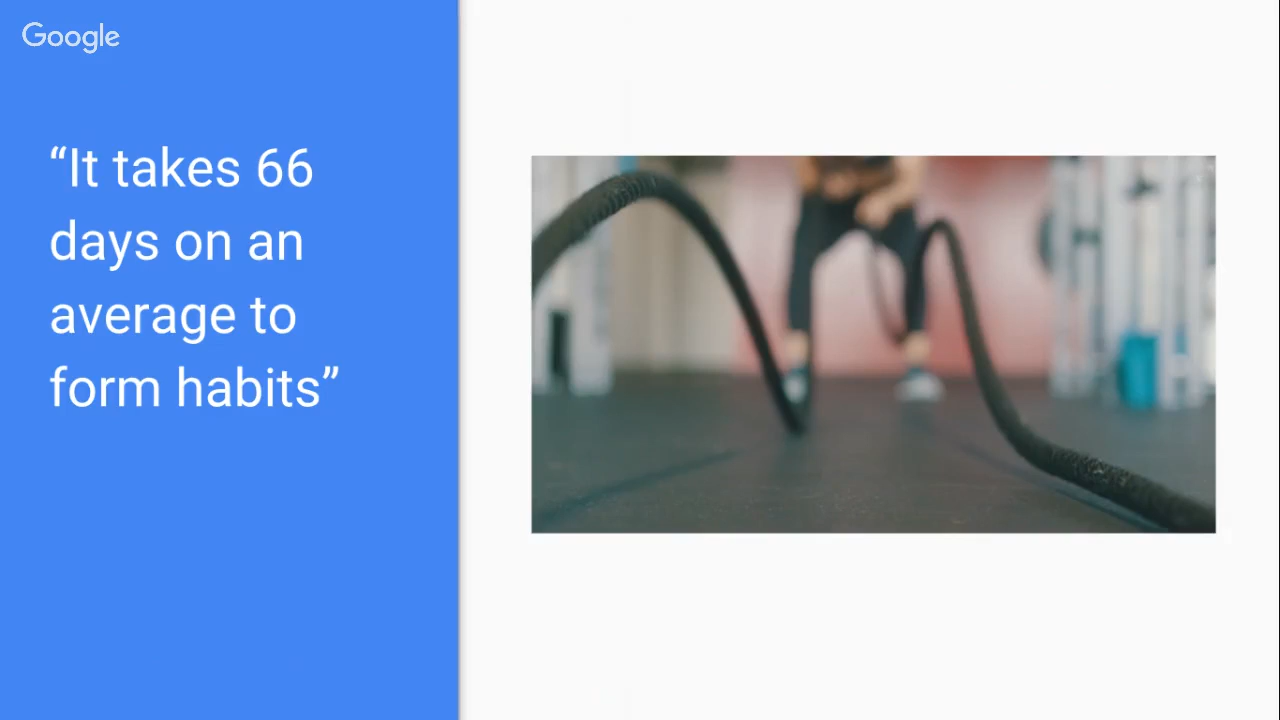 Google
“It takes 66
days on an
average to
form habits”